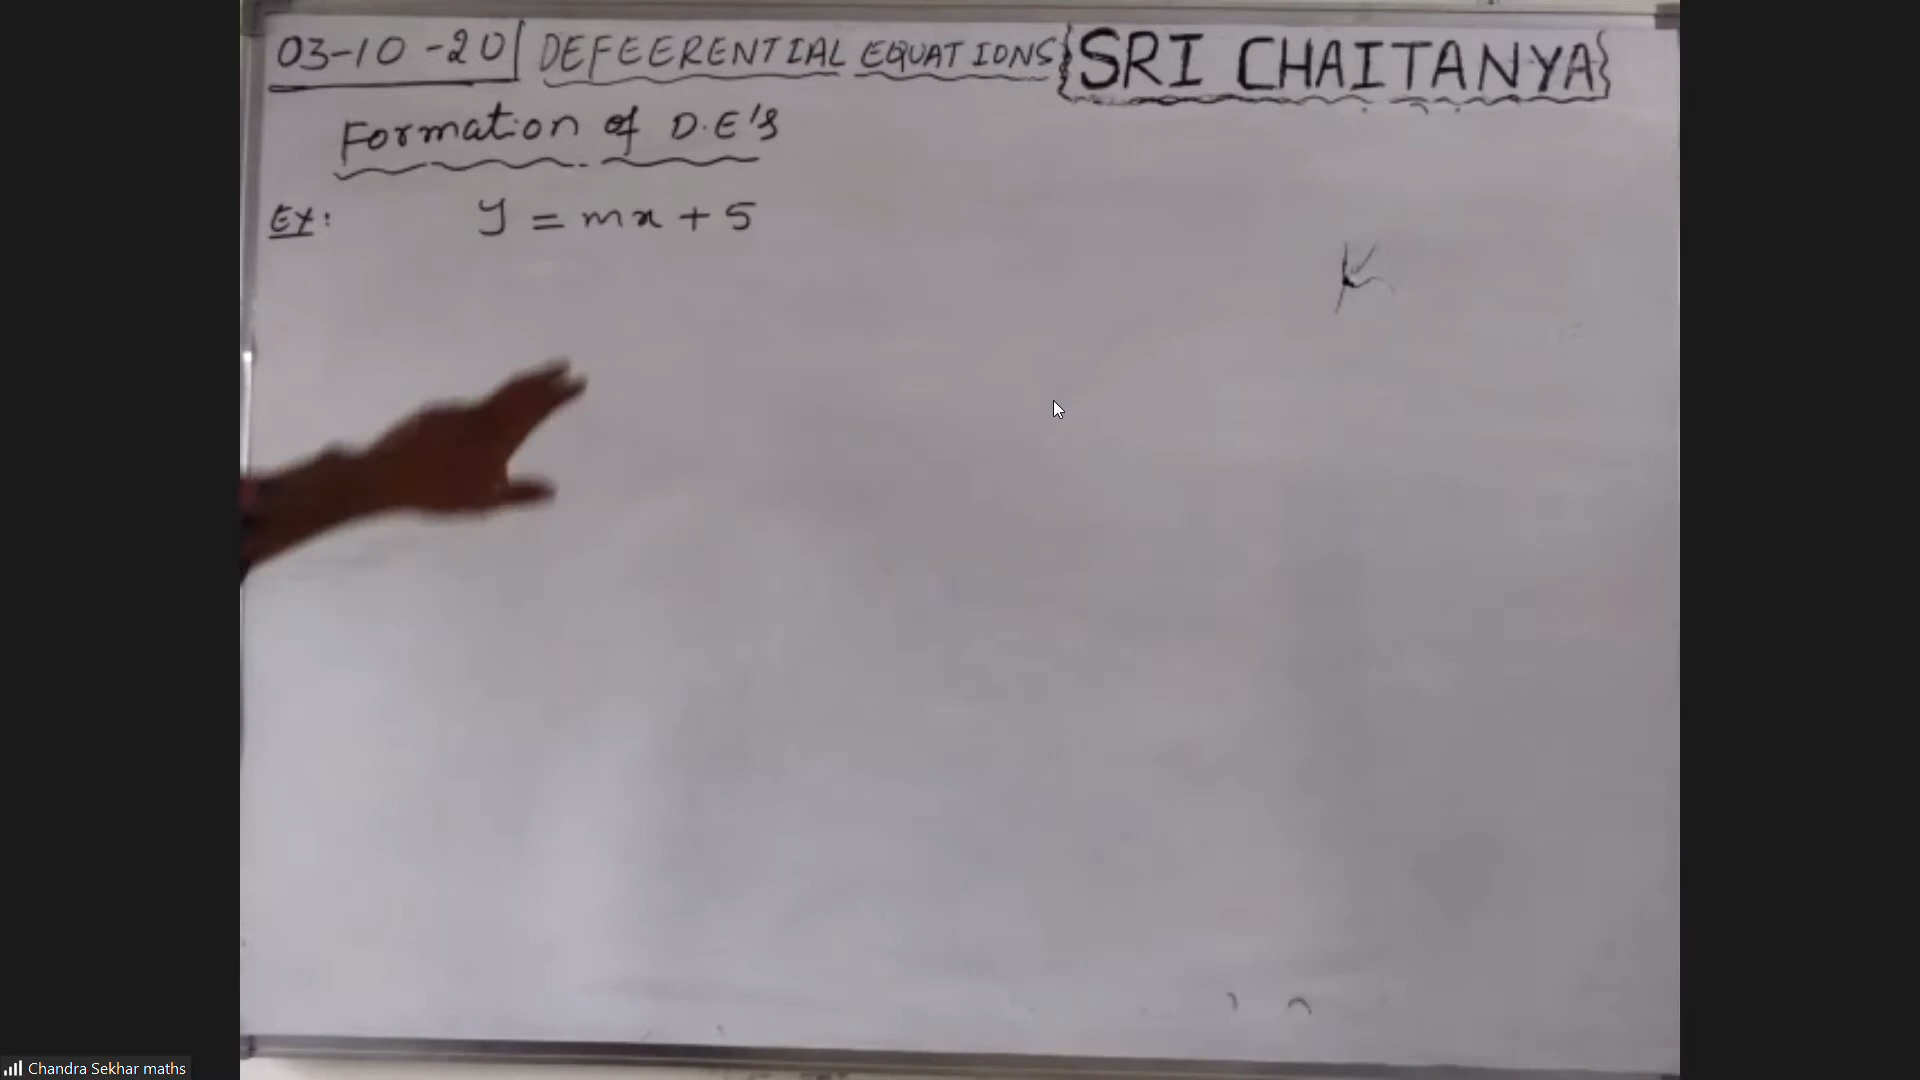 03-10-20 DEFEERENTIAL EQUATIONS {SRI CHAITANYA}
Formation of D.E's
Ex: y = mx + 5
Chandra Sekhar maths